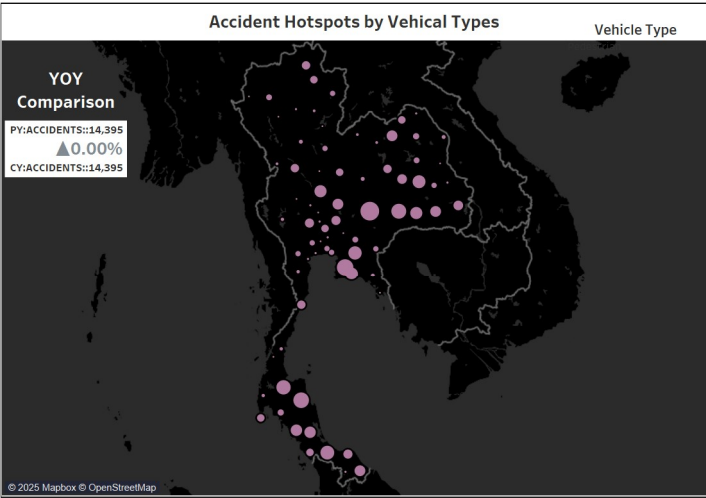 Accident Hotspots by Vehical Types
Vehicle Type
YOY
Comparison
PY:ACCIDENTS::14,395
▲0.00%
CY:ACCIDENTS::14,395
© 2025 Mapbox © OpenStreetMap